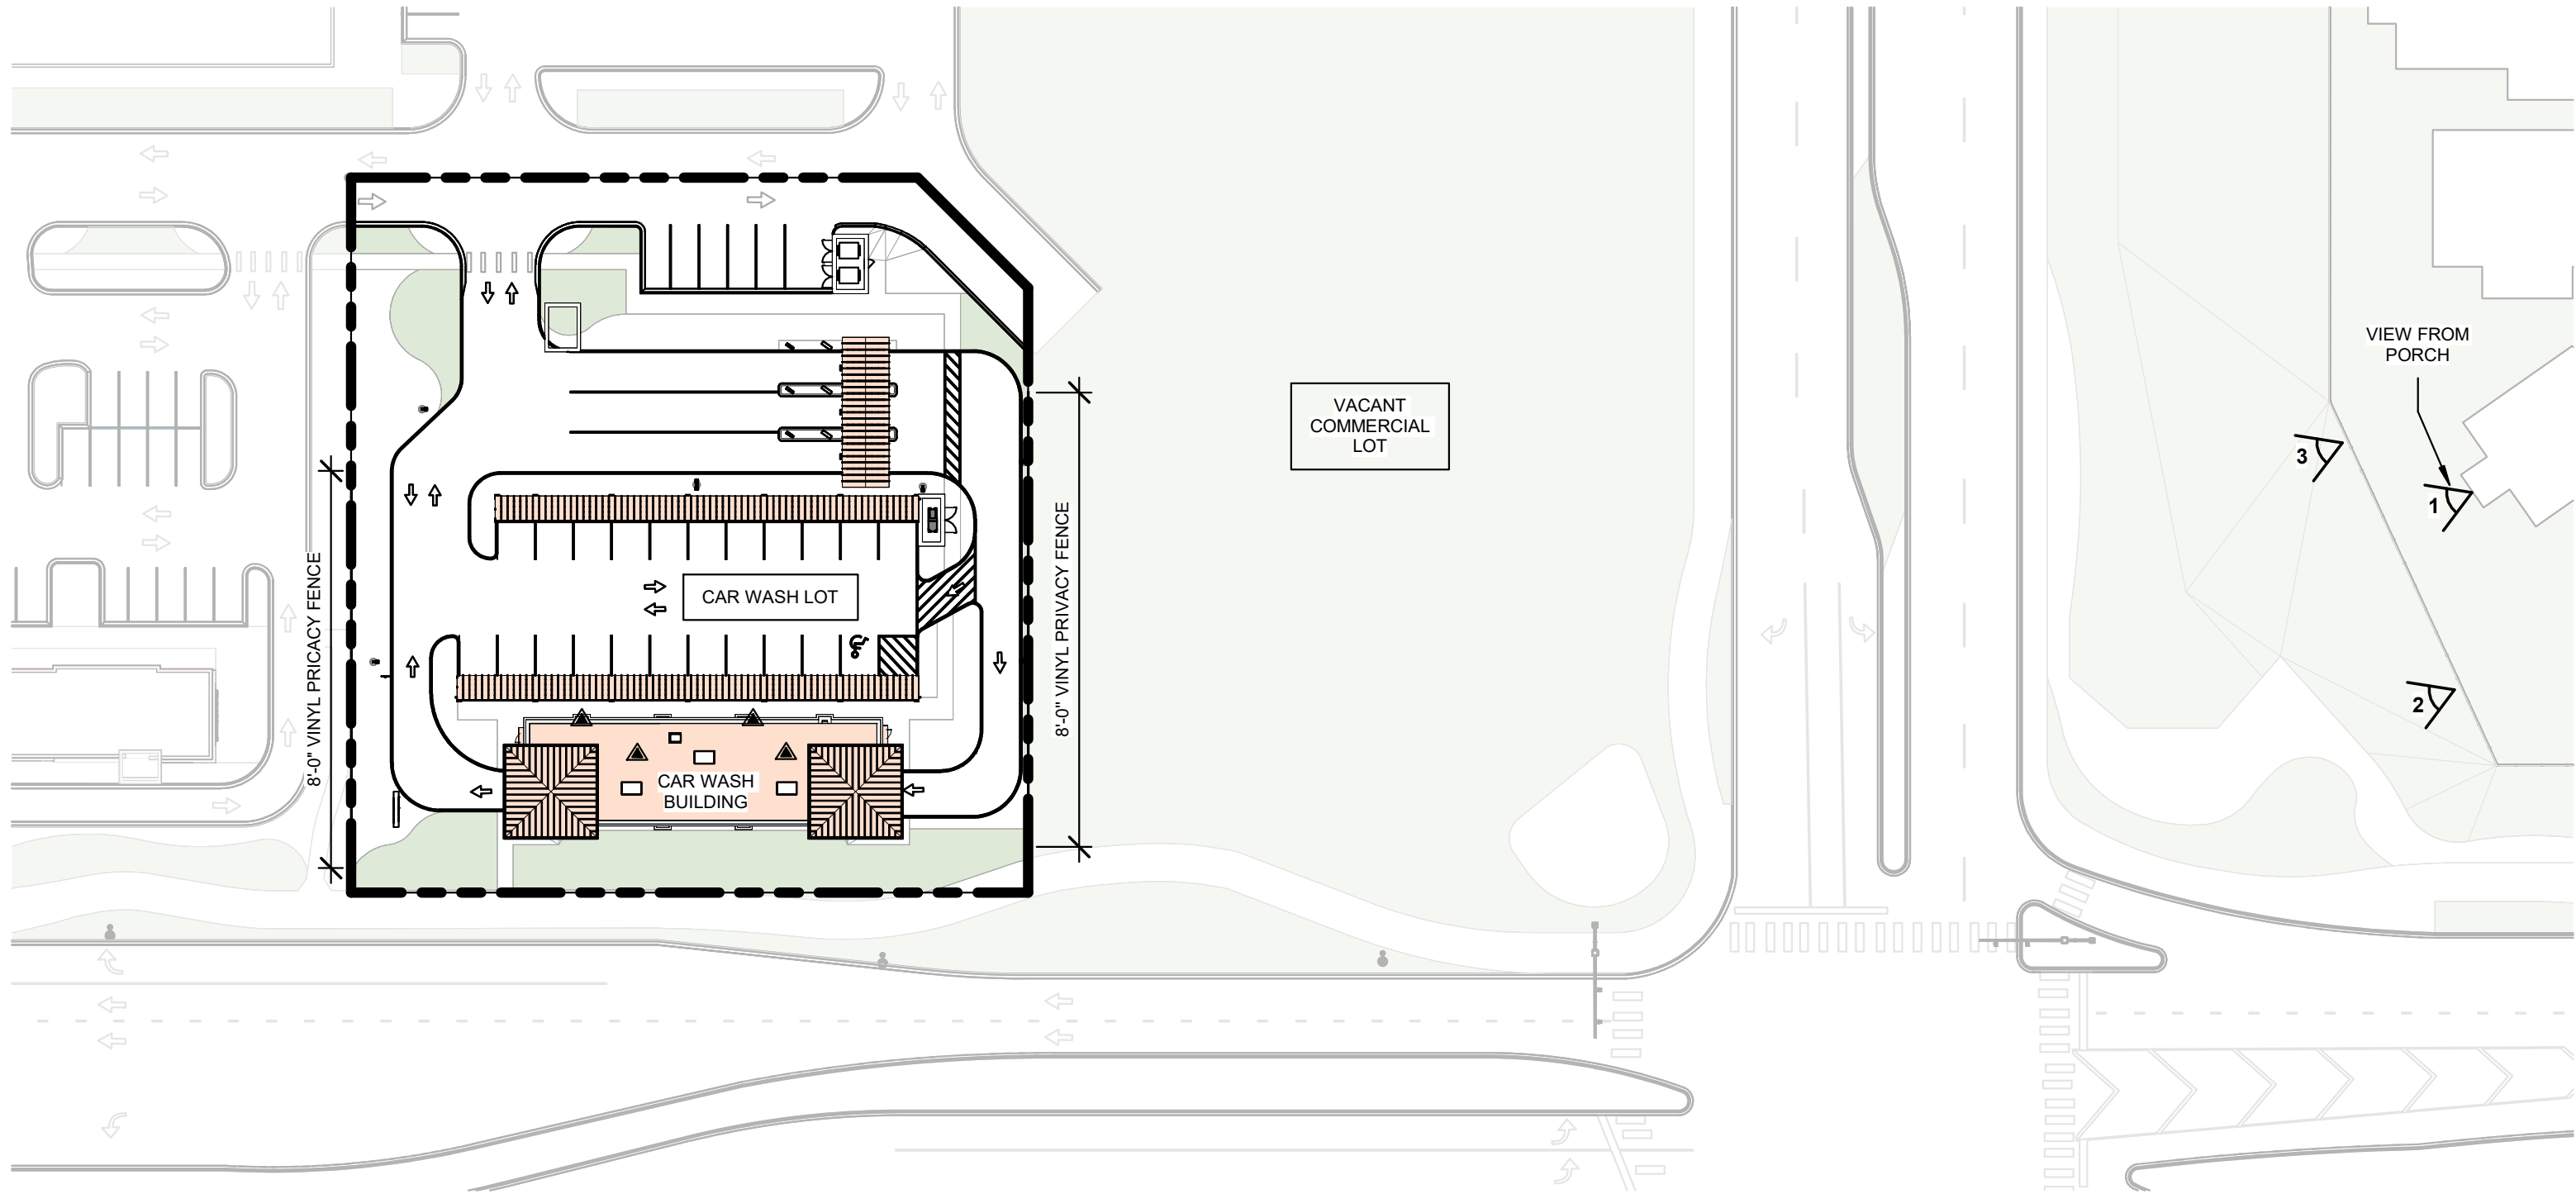 VIEW FROM
PORCH
VACANT
COMMERCIAL
LOT
3
1
8'-0" VINYL PRICACY FENCE
8'-0" VINYL PRIVACY FENCE
CAR WASH LOT
2
CAR WASH
BUILDING